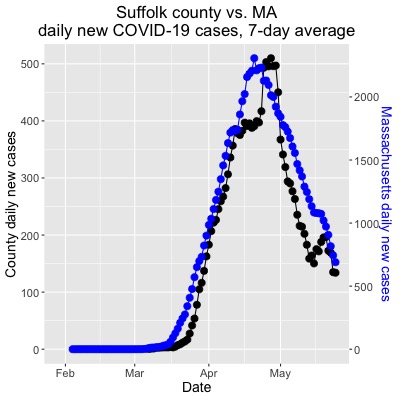 Suffolk county vs. MA
daily new COVID-19 cases, 7-day average
County daily new cases
500
400
300
200
100
0
2000
1500
1000
500
0
Massachusetts daily new cases
Feb
Mar
Apr
May
Date